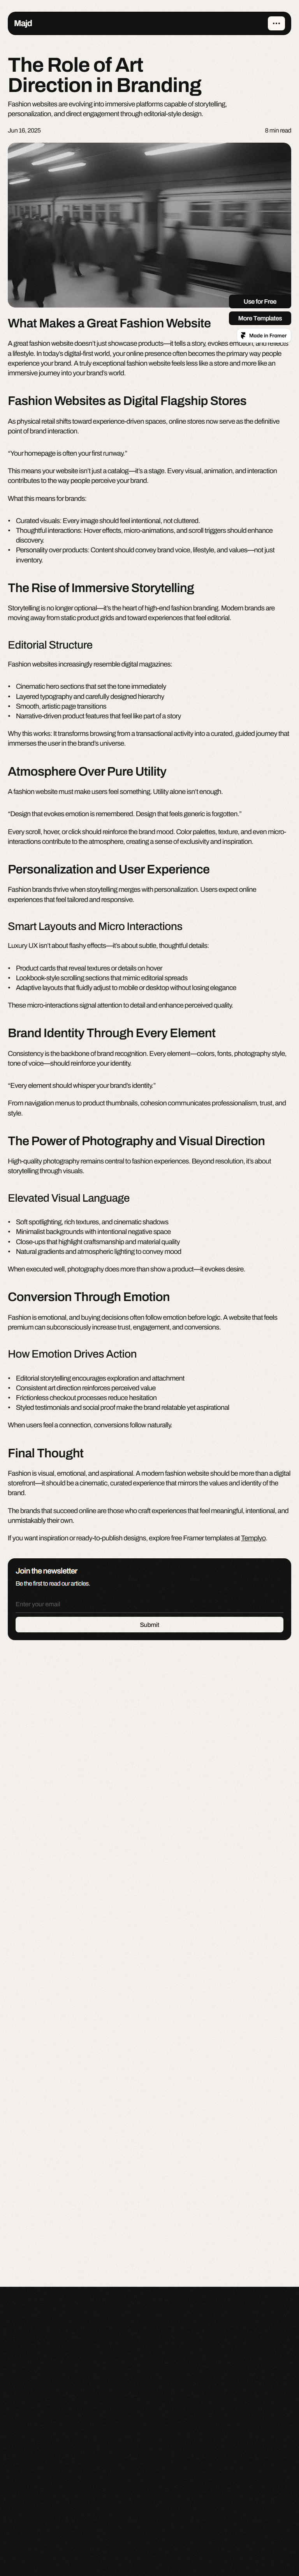 Majd
The Role of Art
Direction in Branding
Fashion websites are evolving into immersive platforms capable of storytelling,
personalization, and direct engagement through editorial-style design.
Jun 16, 2025
8 min read
Use for Free
More Templates
Made in Framer
What Makes a Great Fashion Website
A great fashion website doesn't just showcase products—it tells a story, evokes emotion, and reflects
a lifestyle. In today's digital-first world, your online presence often becomes the primary way people
experience your brand. A truly exceptional fashion website feels less like a store and more like an
immersive journey into your brand's world.
Fashion Websites as Digital Flagship Stores
As physical retail shifts toward experience-driven spaces, online stores now serve as the definitive
point of brand interaction.
“Your homepage is often your first runway.”
This means your website isn't just a catalog—it's a stage. Every visual, animation, and interaction
contributes to the way people perceive your brand.
What this means for brands:
• Curated visuals: Every image should feel intentional, not cluttered.
• Thoughtful interactions: Hover effects, micro-animations, and scroll triggers should enhance
discovery.
• Personality over products: Content should convey brand voice, lifestyle, and values—not just
inventory.
The Rise of Immersive Storytelling
Storytelling is no longer optional—it's the heart of high-end fashion branding. Modern brands are
moving away from static product grids and toward experiences that feel editorial.
Editorial Structure
Fashion websites increasingly resemble digital magazines:
• Cinematic hero sections that set the tone immediately
• Layered typography and carefully designed hierarchy
• Smooth, artistic page transitions
• Narrative-driven product features that feel like part of a story
Why this works: It transforms browsing from a transactional activity into a curated, guided journey that
immerses the user in the brand's universe.
Atmosphere Over Pure Utility
A fashion website must make users feel something. Utility alone isn't enough.
“Design that evokes emotion is remembered. Design that feels generic is forgotten.”
Every scroll, hover, or click should reinforce the brand mood. Color palettes, texture, and even micro-
interactions contribute to the atmosphere, creating a sense of exclusivity and inspiration.
Personalization and User Experience
Fashion brands thrive when storytelling merges with personalization. Users expect online
experiences that feel tailored and responsive.
Smart Layouts and Micro Interactions
Luxury UX isn't about flashy effects—it's about subtle, thoughtful details:
• Product cards that reveal textures or details on hover
• Lookbook-style scrolling sections that mimic editorial spreads
• Adaptive layouts that fluidly adjust to mobile or desktop without losing elegance
These micro-interactions signal attention to detail and enhance perceived quality.
Brand Identity Through Every Element
Consistency is the backbone of brand recognition. Every element—colors, fonts, photography style,
tone of voice—should reinforce your identity.
“Every element should whisper your brand's identity.”
From navigation menus to product thumbnails, cohesion communicates professionalism, trust, and
style.
The Power of Photography and Visual Direction
High-quality photography remains central to fashion experiences. Beyond resolution, it's about
storytelling through visuals.
Elevated Visual Language
• Soft spotlighting, rich textures, and cinematic shadows
• Minimalist backgrounds with intentional negative space
• Close-ups that highlight craftsmanship and material quality
• Natural gradients and atmospheric lighting to convey mood
When executed well, photography does more than show a product—it evokes desire.
Conversion Through Emotion
Fashion is emotional, and buying decisions often follow emotion before logic. A website that feels
premium can subconsciously increase trust, engagement, and conversions.
How Emotion Drives Action
• Editorial storytelling encourages exploration and attachment
• Consistent art direction reinforces perceived value
• Frictionless checkout processes reduce hesitation
• Styled testimonials and social proof make the brand relatable yet aspirational
When users feel a connection, conversions follow naturally.
Final Thought
Fashion is visual, emotional, and aspirational. A modern fashion website should be more than a digital
storefront—it should be a cinematic, curated experience that mirrors the values and identity of the
brand.
The brands that succeed online are those who craft experiences that feel meaningful, intentional, and
unmistakably their own.
If you want inspiration or ready-to-publish designs, explore free Framer templates at Templyo.
Join the newsletter
Be the first to read our articles.
Enter your email
Submit